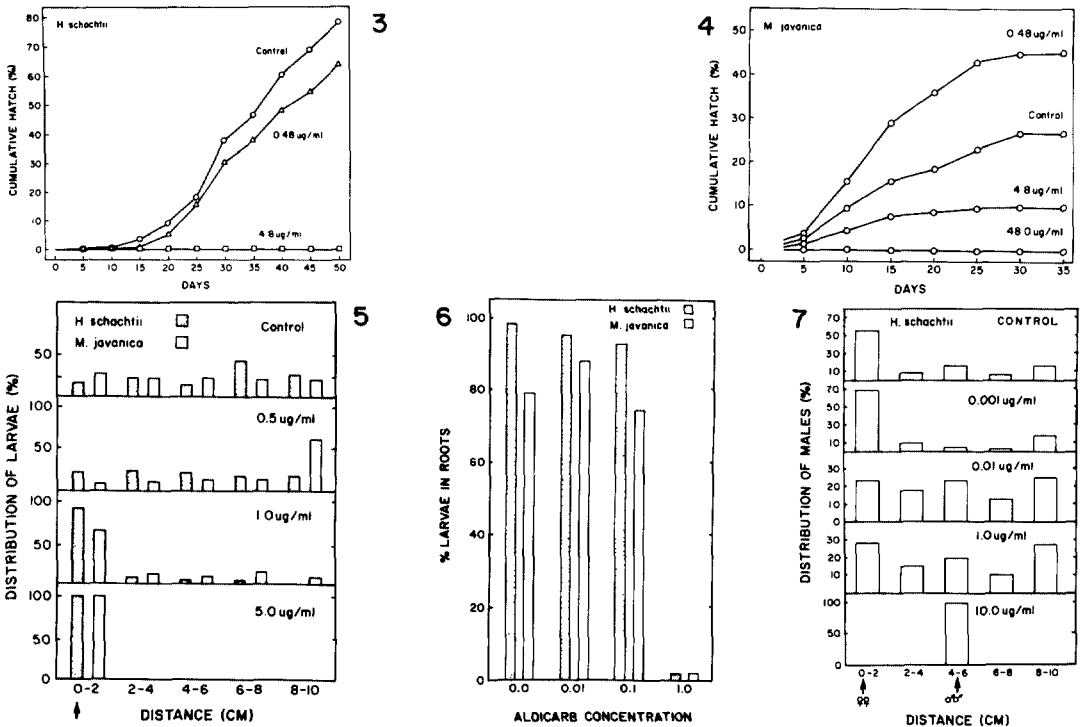 3
H schachtii
Control
0.48 ug/ml
4.8 ug/ml
CUMULATIVE HATCH (%)
80
70
60
50
40
30
20
10
0
0 5 10 15 20 25 30 35 40 45 50
DAYS
4
M javanica
0.48 ug/ml
Control
4.8 ug/ml
48.0 ug/ml
CUMULATIVE HATCH (%)
50
40
30
20
10
0
0 5 10 15 20 25 30 35
DAYS
5
H schachtii
M. javanica
Control
50
0.5 ug/ml
100
50
1.0 ug/ml
100
50
5.0 ug/ml
100
50
0
DISTRIBUTION OF LARVAE (%)
0-2 2-4 4-6 6-8 8-10
DISTANCE (CM)
6
H schachtii
M. javanica
% LARVAE IN ROOTS
100
80
60
40
20
0
0.0 0.01 0.1 1.0
ALDICARB CONCENTRATION
7
H. schachtii CONTROL
70
50
30
10
0.001 ug/ml
70
50
30
10
0.01 ug/ml
30
20
10
0
1.0 ug/ml
30
20
10
10.0 ug/ml
100
50
0
DISTRIBUTION OF MALES (%)
0-2 2-4 4-6 6-8 8-10
♀♀ ♂♂
DISTANCE (CM)